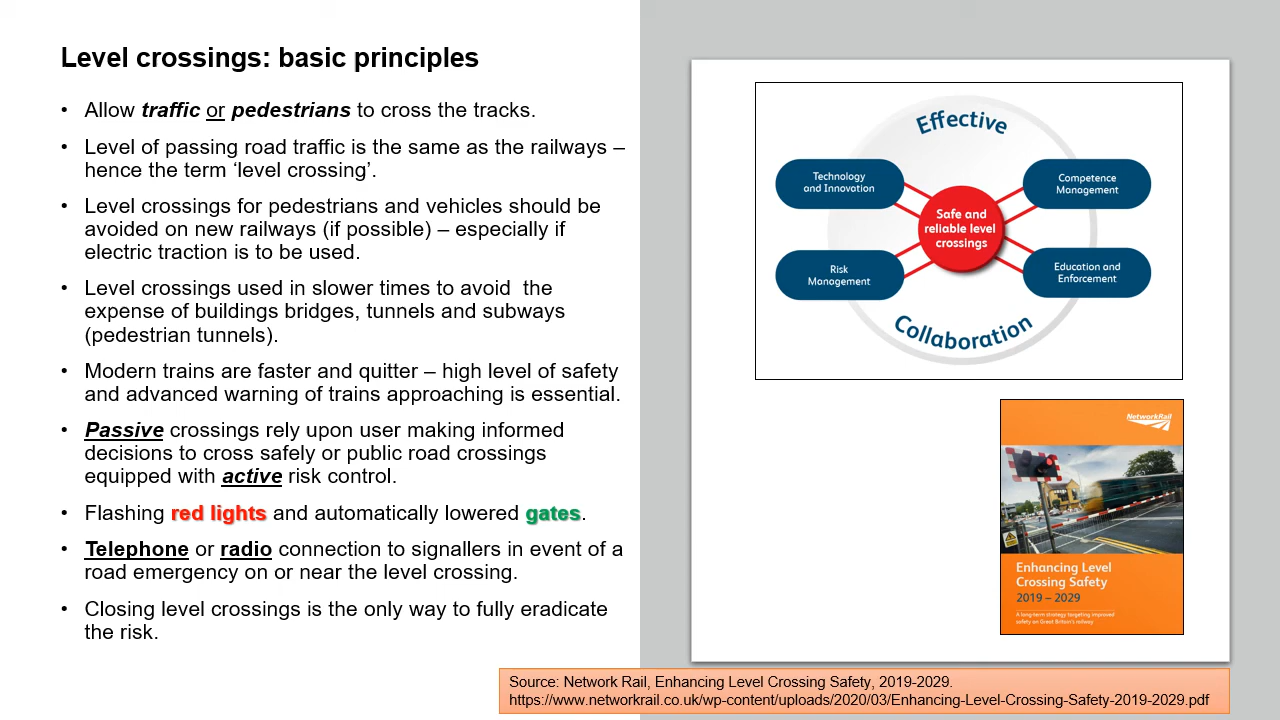 Level crossings: basic principles
• Allow traffic or pedestrians to cross the tracks.
• Level of passing road traffic is the same as the railways –
hence the term ‘level crossing’.
• Level crossings for pedestrians and vehicles should be
avoided on new railways (if possible) – especially if
electric traction is to be used.
• Level crossings used in slowr times to avoid  the
expense of buildings bridges, tunnels and subways
(pedestrian tunnels).
• Modern trains are faster and quitter – high level of safety
and advanced warning of trains approaching is essential.
• Passive crossings rely upon user making informed
decisions to cross safely or public road crossings
equipped with active risk control.
• Flashing red lights and automatically lowered gates.
• Telephone or radio connection to signallers in event of a
road emergency on or near the level crossing.
• Closing level crossings is the only way to fully eradicate
the risk.
Effective
Technology
and Innovation
Competence
Management
Safe and
reliable level
crossings
Risk
Management
Education and
Enforcement
Collaboration
NetworkRail
Enhancing Level
Crossing Safety
2019 – 2029
A long-term strategy targeting improved
safety on Great Britain's railway
Source: Network Rail, Enhancing Level Crossing Safety, 2019-2029.
https://www.networkrail.co.uk/wp-content/uploads/2020/03/Enhancing-Level-Crossing-Safety-2019-2029.pdf